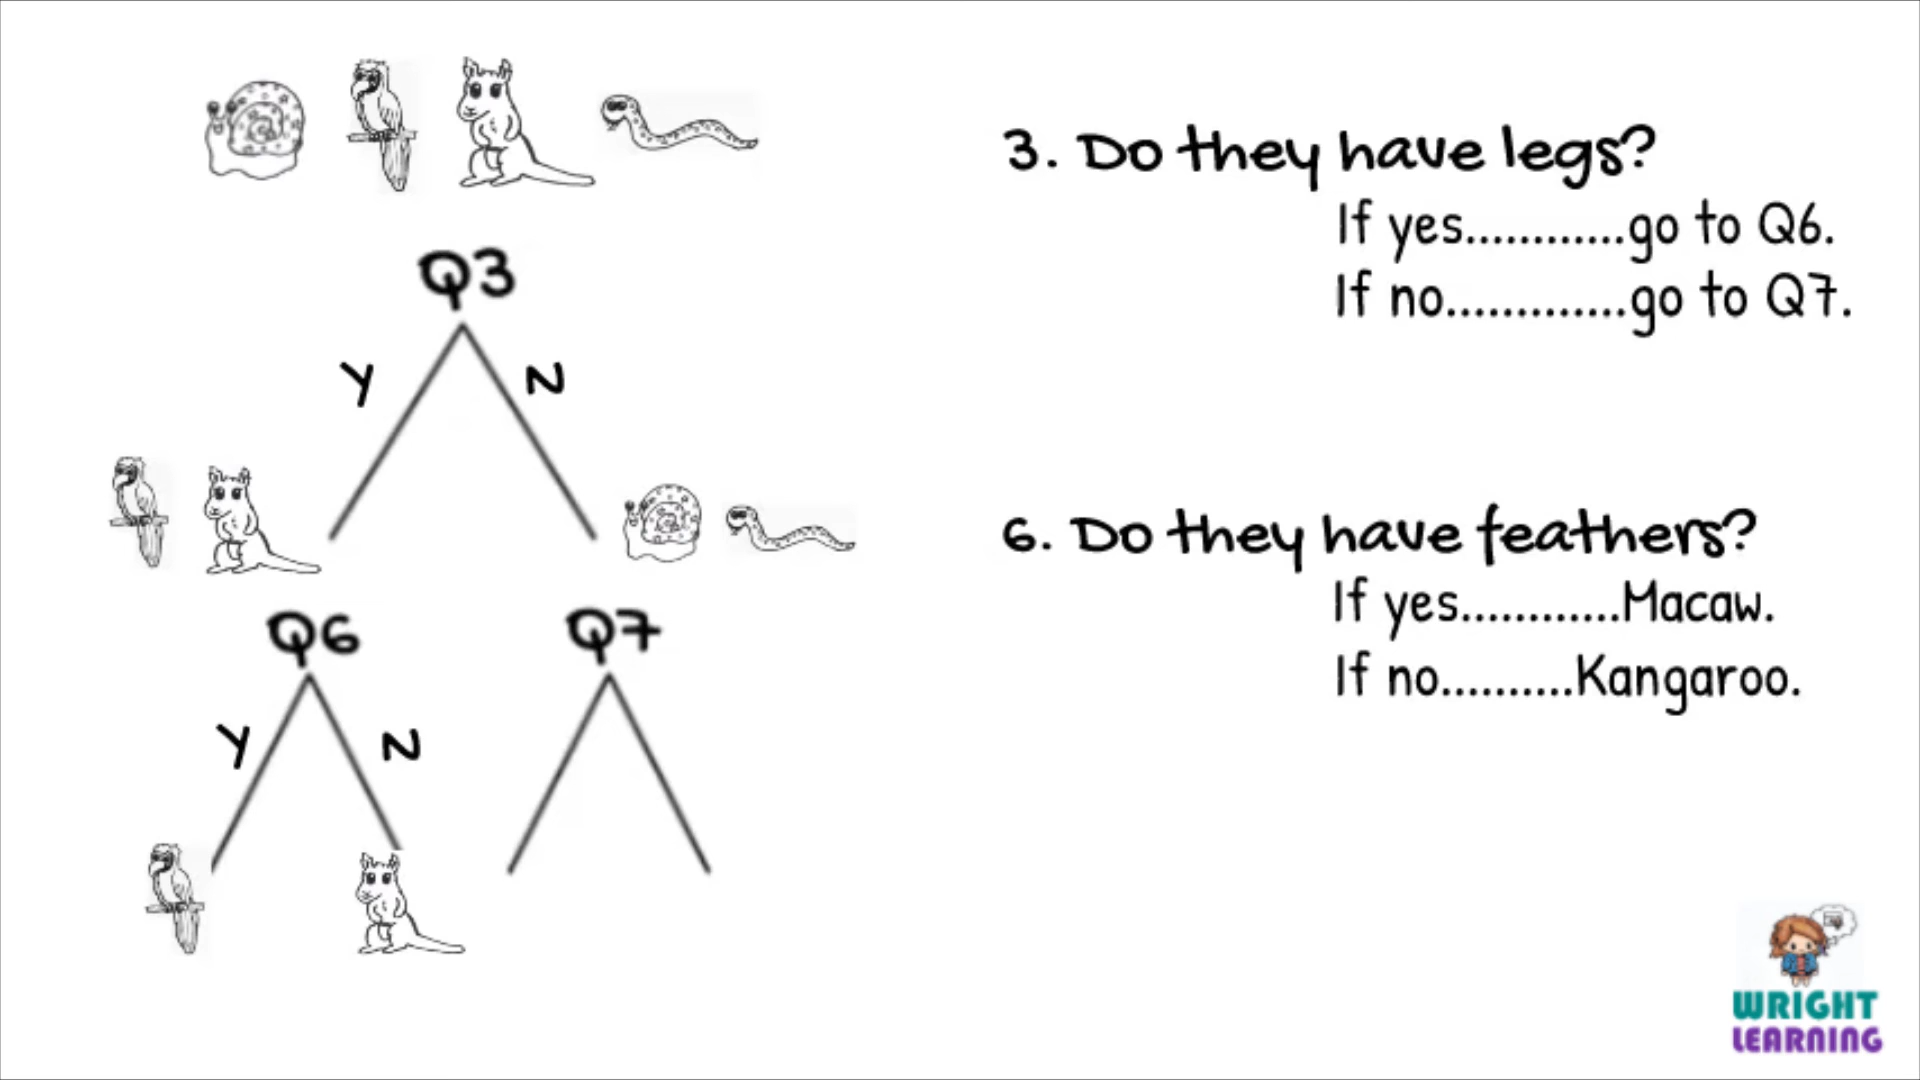 3. Do they have legs?
If yes............go to Q6.
If no.............go to Q7.
Q3
Y
N
6. Do they have feathers?
If yes............Macaw.
If no..........Kangaroo.
Q6
Q7
Y
N
WRIGHT
LEARNING